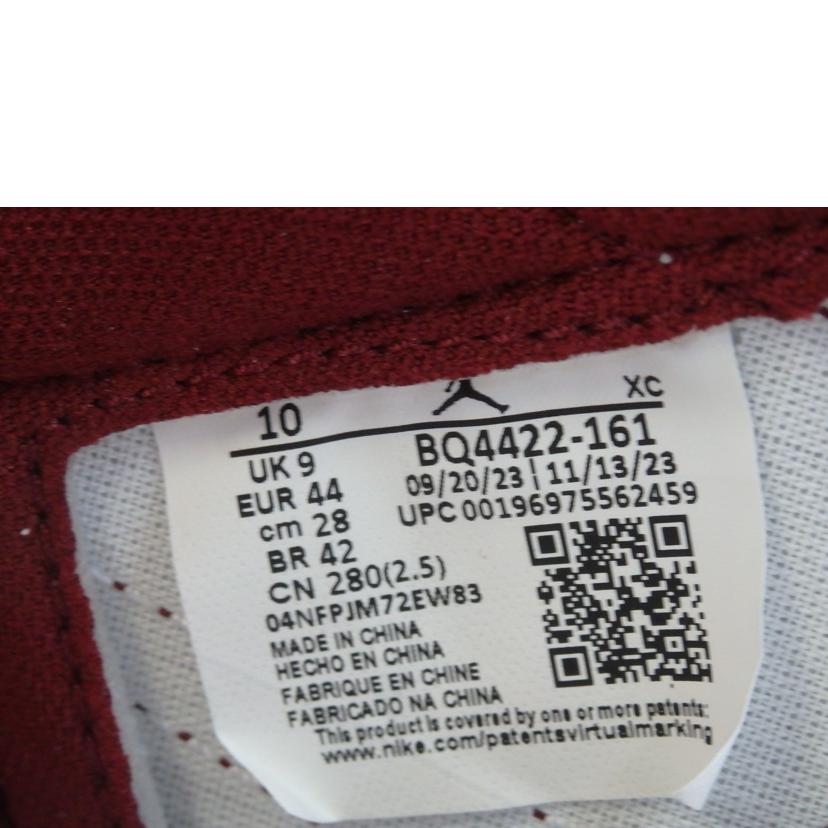 10 XC
UK 9 BQ4422-161
EUR 44 09/20/23 | 11/13/23
cm 28 UPC 00196975562459
BR 42
CN 280(2.5)
04NFPJM72EW83
MADE IN CHINA
HECHO EN CHINA
FABRIQUE EN CHINE
FABRICADO NA CHINA
This product is covered by one or more patents:
www.nike.com/patentsvirtualmarking